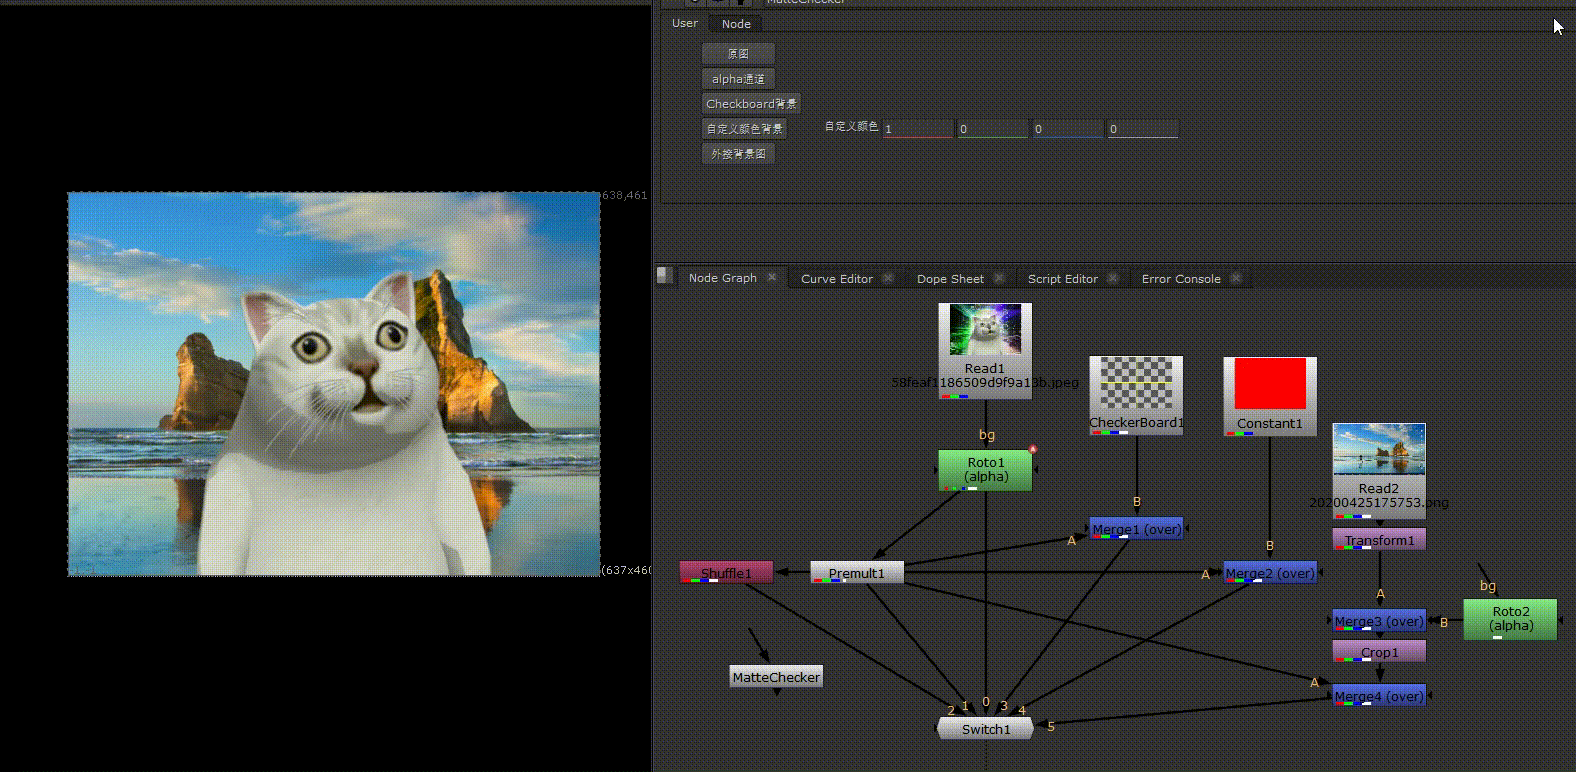 MatteChecker
User
Node
原图
alpha通道
Checkboard背景
自定义颜色背景
自定义颜色
1
0
0
0
外接背景图
638,461
(637x460
Node Graph
Curve Editor
Dope Sheet
Script Editor
Error Console
Read1
58feaf1186509d9f9a13b.jpeg
bg
Roto1
(alpha)
CheckerBoard1
B
Merge1 (over)
A
Constant1
B
Merge2 (over)
A
Read2
20200425175753.png
Transform1
A
Merge3 (over)
B
bg
Roto2
(alpha)
Crop1
A
Merge4 (over)
Shuffle1
Premult1
MatteChecker
2
1
0
3
4
5
Switch1